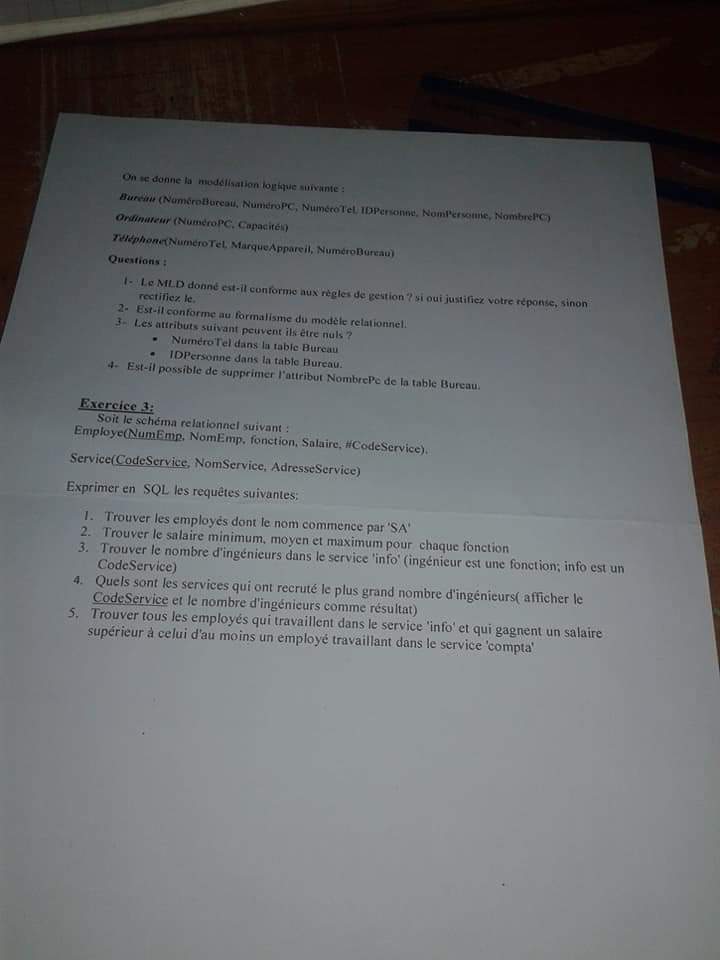 On se donne la modélisation logique suivante :
Bureau (NuméroBureau, NuméroPC, NuméroTel, IDPersonne, NomPersonne, NombrePC)
Ordinateur (NuméroPC, Capacités)
Téléphone(NuméroTel, MarqueAppareil, NuméroBureau)
Questions :
1- Le MLD donné est-il conforme aux règles de gestion ? si oui justifiez votre réponse, sinon
rectifiez le.
2- Est-il conforme au formalisme du modèle relationnel.
3- Les attributs suivant peuvent ils être nuls ?
• NuméroTel dans la table Bureau
• IDPersonne dans la table Bureau.
4- Est-il possible de supprimer l'attribut NombrePc de la table Bureau.
Exercice 3:
Soit le schéma relationnel suivant :
Employe(NumEmp, NomEmp, fonction, Salaire, #CodeService).
Service(CodeService, NomService, AdresseService)
Exprimer en SQL les requêtes suivantes:
1. Trouver les employés dont le nom commence par 'SA'
2. Trouver le salaire minimum, moyen et maximum pour chaque fonction
3. Trouver le nombre d'ingénieurs dans le service 'info' (ingénieur est une fonction; info est un
CodeService)
4. Quels sont les services qui ont recruté le plus grand nombre d'ingénieurs( afficher le
CodeService et le nombre d'ingénieurs comme résultat)
5. Trouver tous les employés qui travaillent dans le service 'info' et qui gagnent un salaire
supérieur à celui d'au moins un employé travaillant dans le service 'compta'